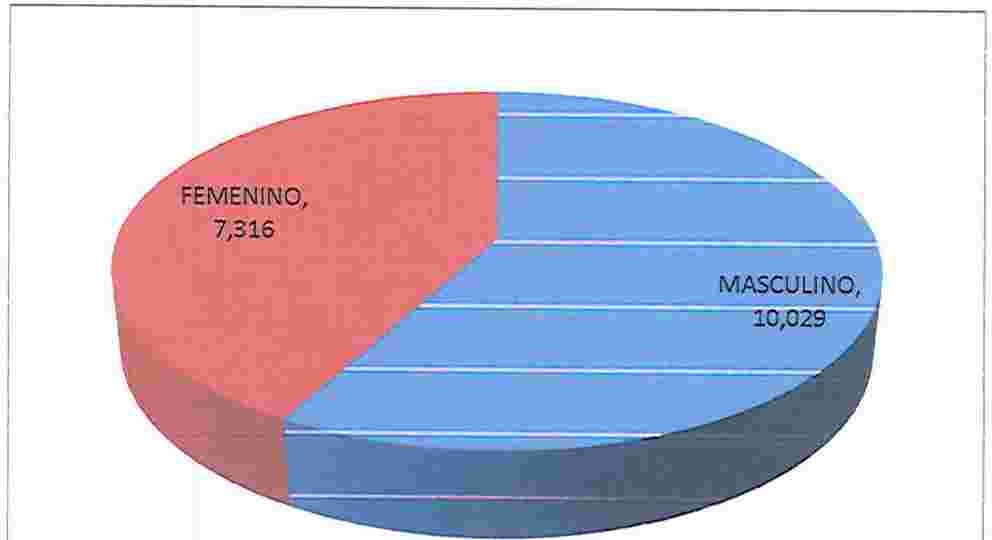 FEMENINO,
7,316
MASCULINO,
10,029